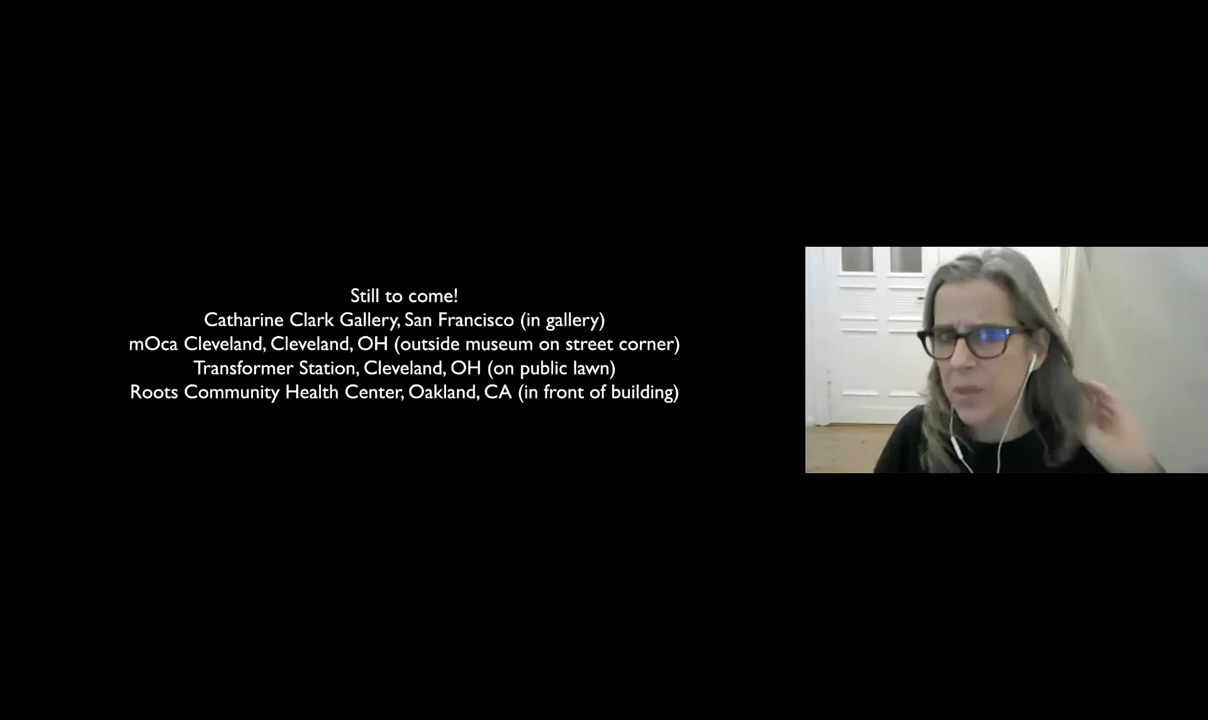 Still to come!
Catharine Clark Gallery, San Francisco (in gallery)
mOca Cleveland, Cleveland, OH (outside museum on street corner)
Transformer Station, Cleveland, OH (on public lawn)
Roots Community Health Center, Oakland, CA (in front of building)